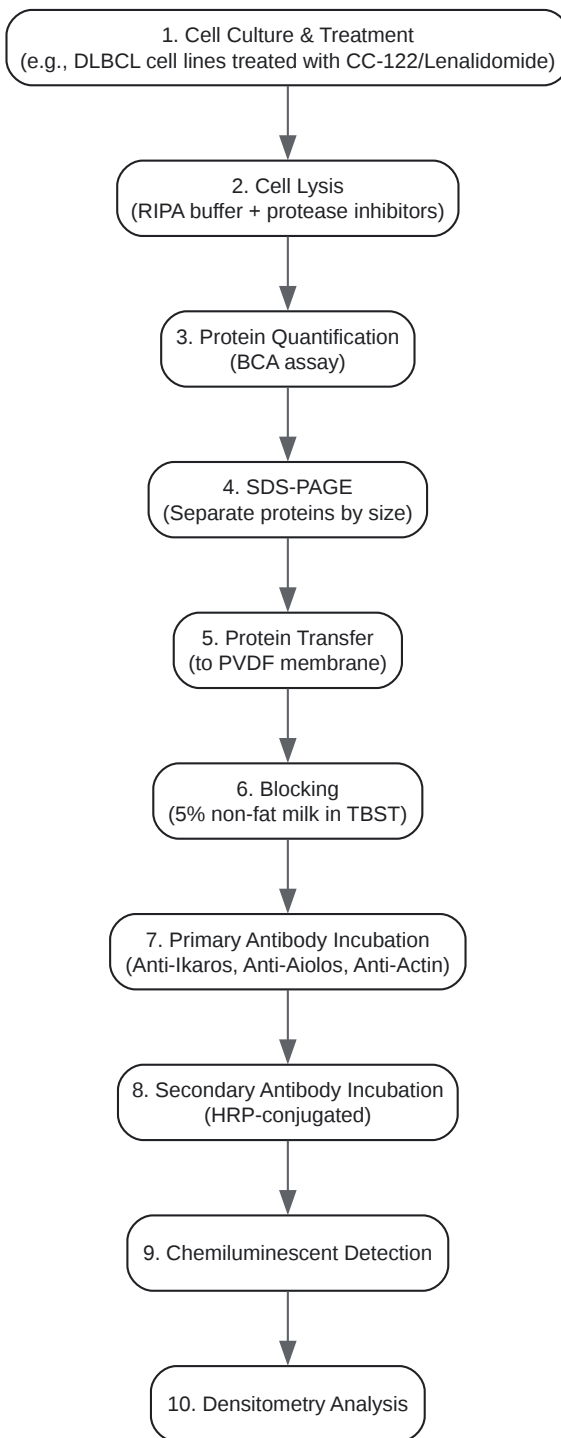 1. Cell Culture & Treatment
(e.g., DLBCL cell lines treated with CC-122/Lenalidomide)
2. Cell Lysis
(RIPA buffer + protease inhibitors)
3. Protein Quantification
(BCA assay)
4. SDS-PAGE
(Separate proteins by size)
5. Protein Transfer
(to PVDF membrane)
6. Blocking
(5% non-fat milk in TBST)
7. Primary Antibody Incubation
(Anti-Ikaros, Anti-Aiolos, Anti-Actin)
8. Secondary Antibody Incubation
(HRP-conjugated)
9. Chemiluminescent Detection
10. Densitometry Analysis